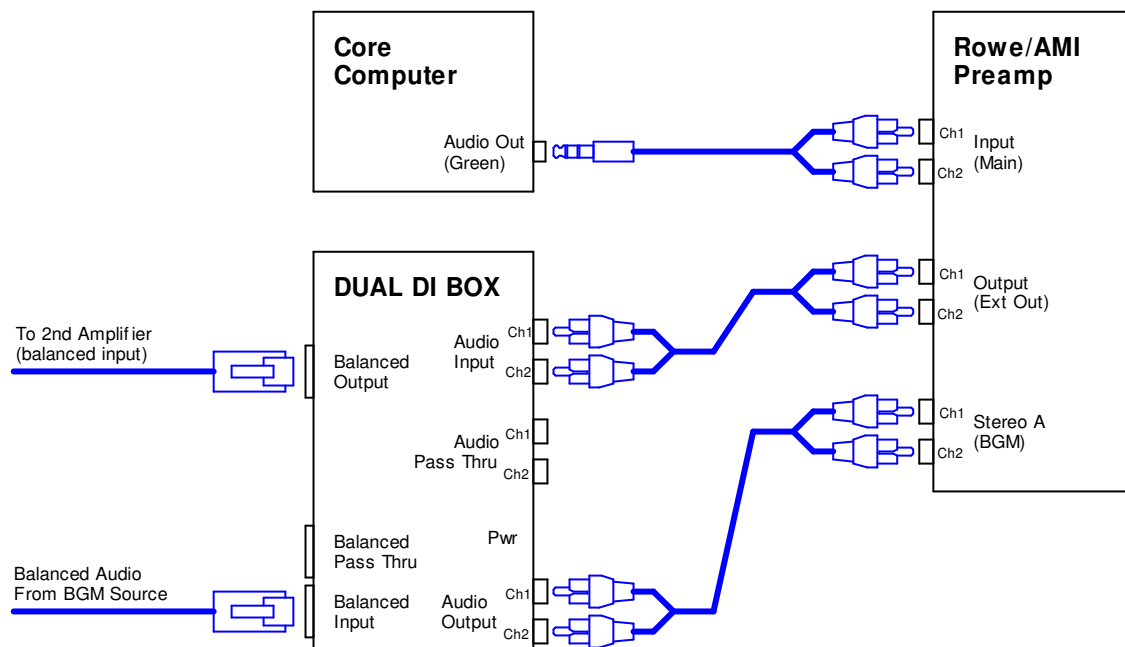 Core
Computer
Audio Out
(Green)
Rowe/AMI
Preamp
Ch1
Ch2
Input
(Main)
Ch1
Ch2
Output
(Ext Out)
Ch1
Ch2
Stereo A
(BGM)
DUAL DI BOX
To 2nd Amplifier
(balanced input)
Balanced
Output
Audio
Input
Ch1
Ch2
Audio
Pass Thru
Ch1
Ch2
Pwr
Balanced
Pass Thru
Balanced Audio
From BGM Source
Balanced
Input
Audio
Output
Ch1
Ch2